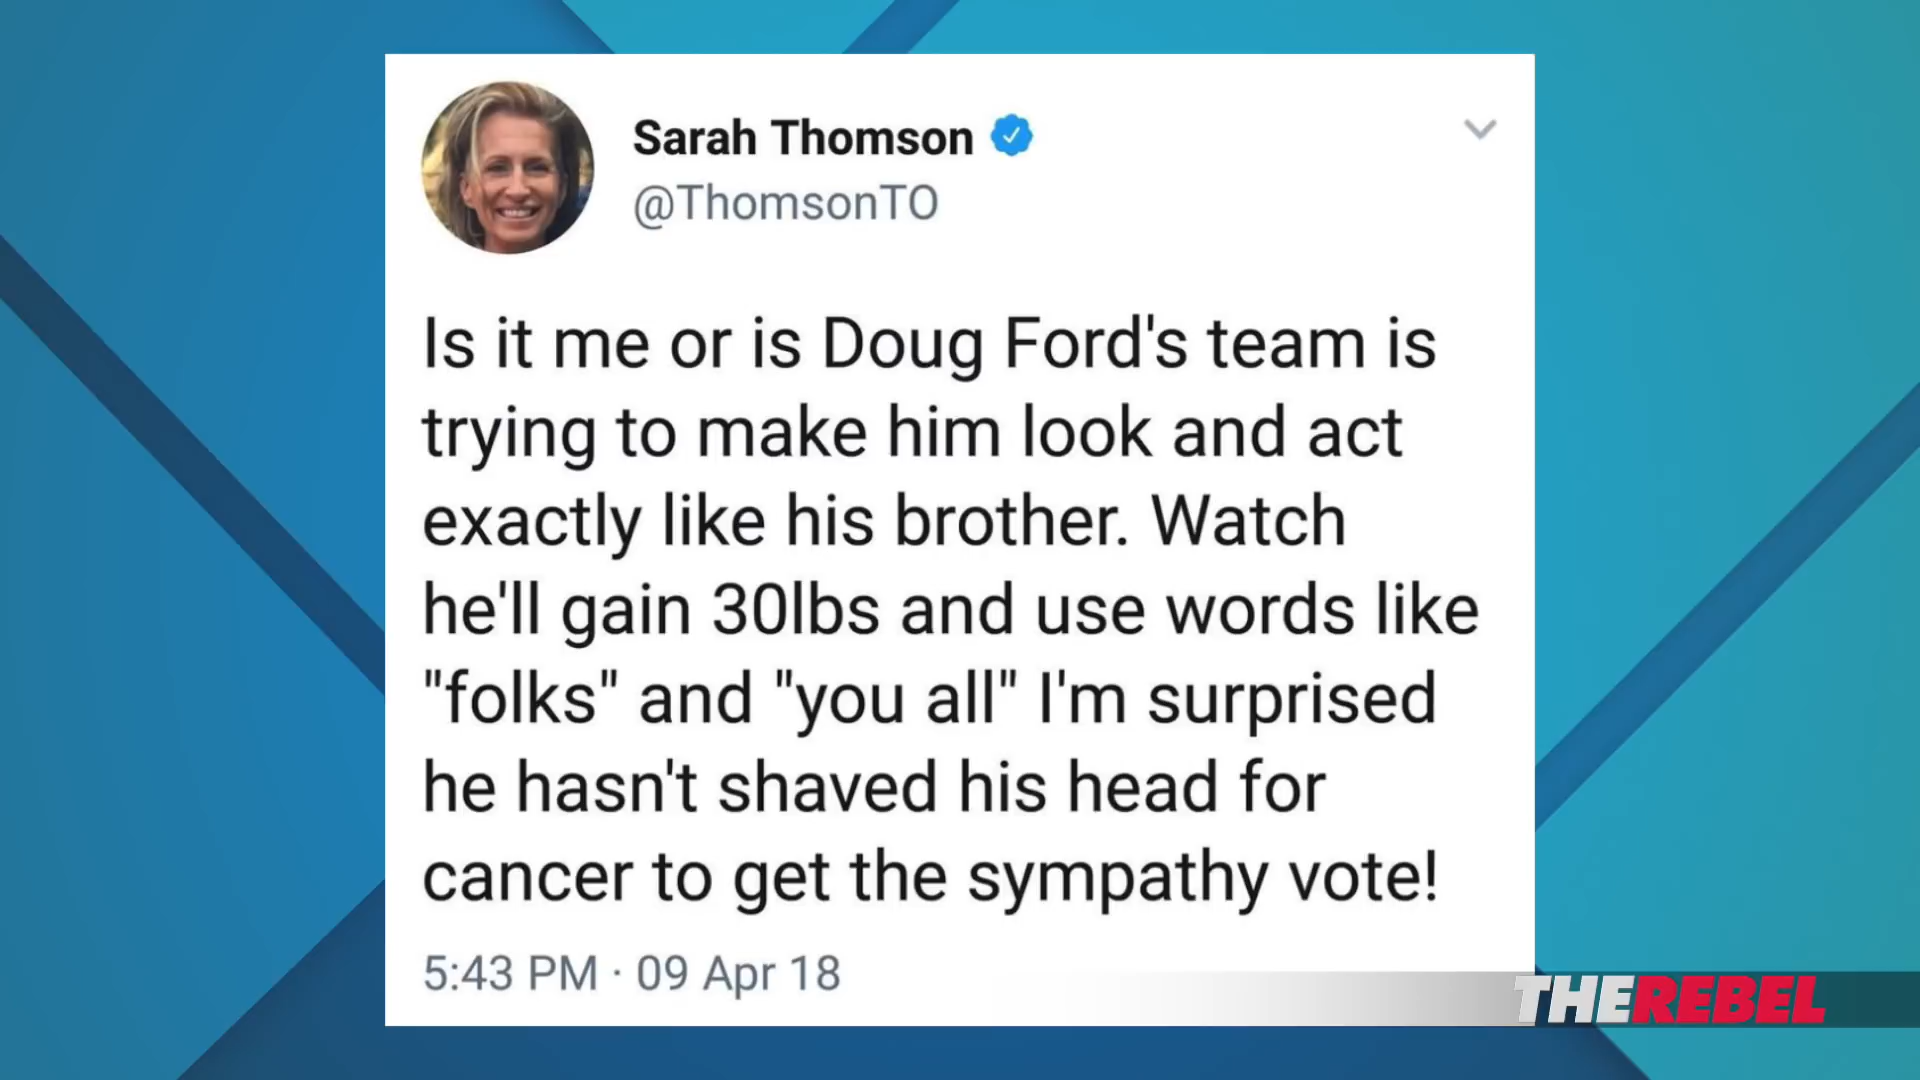 Sarah Thomson
@ThomsonTO
Is it me or is Doug Ford's team is
trying to make him look and act
exactly like his brother. Watch
he'll gain 30lbs and use words like
"folks" and "you all" I'm surprised
he hasn't shaved his head for
cancer to get the sympathy vote!
5:43 PM · 09 Apr 18
THEREBEL